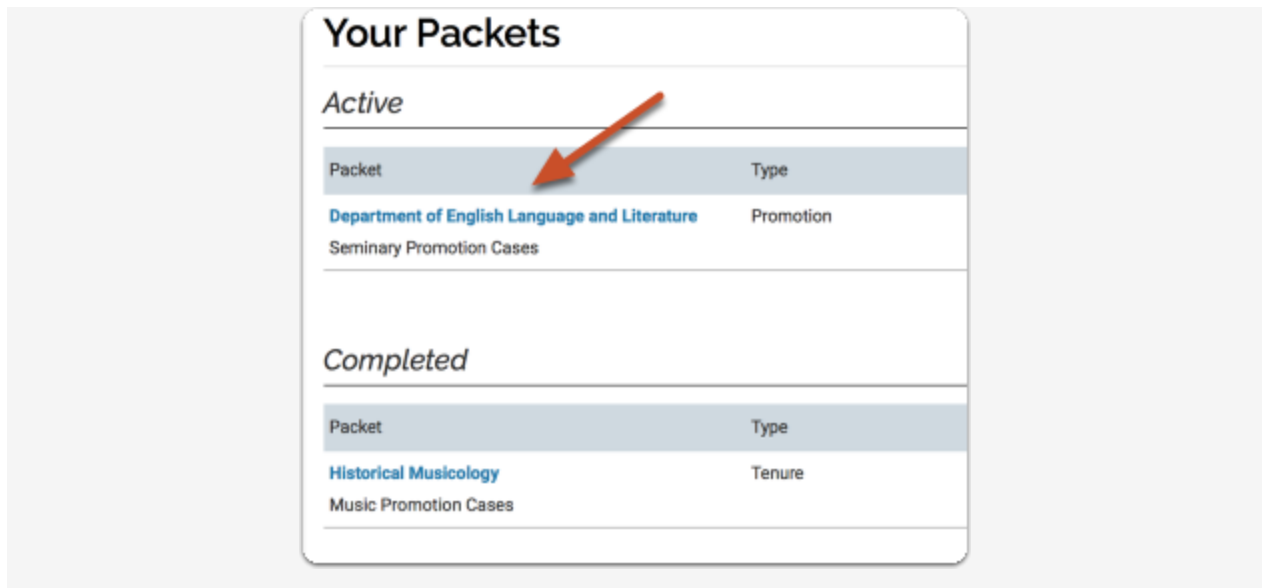 Your Packets
Active
Packet Type
Department of English Language and Literature Promotion
Seminary Promotion Cases
Completed
Packet Type
Historical Musicology Tenure
Music Promotion Cases